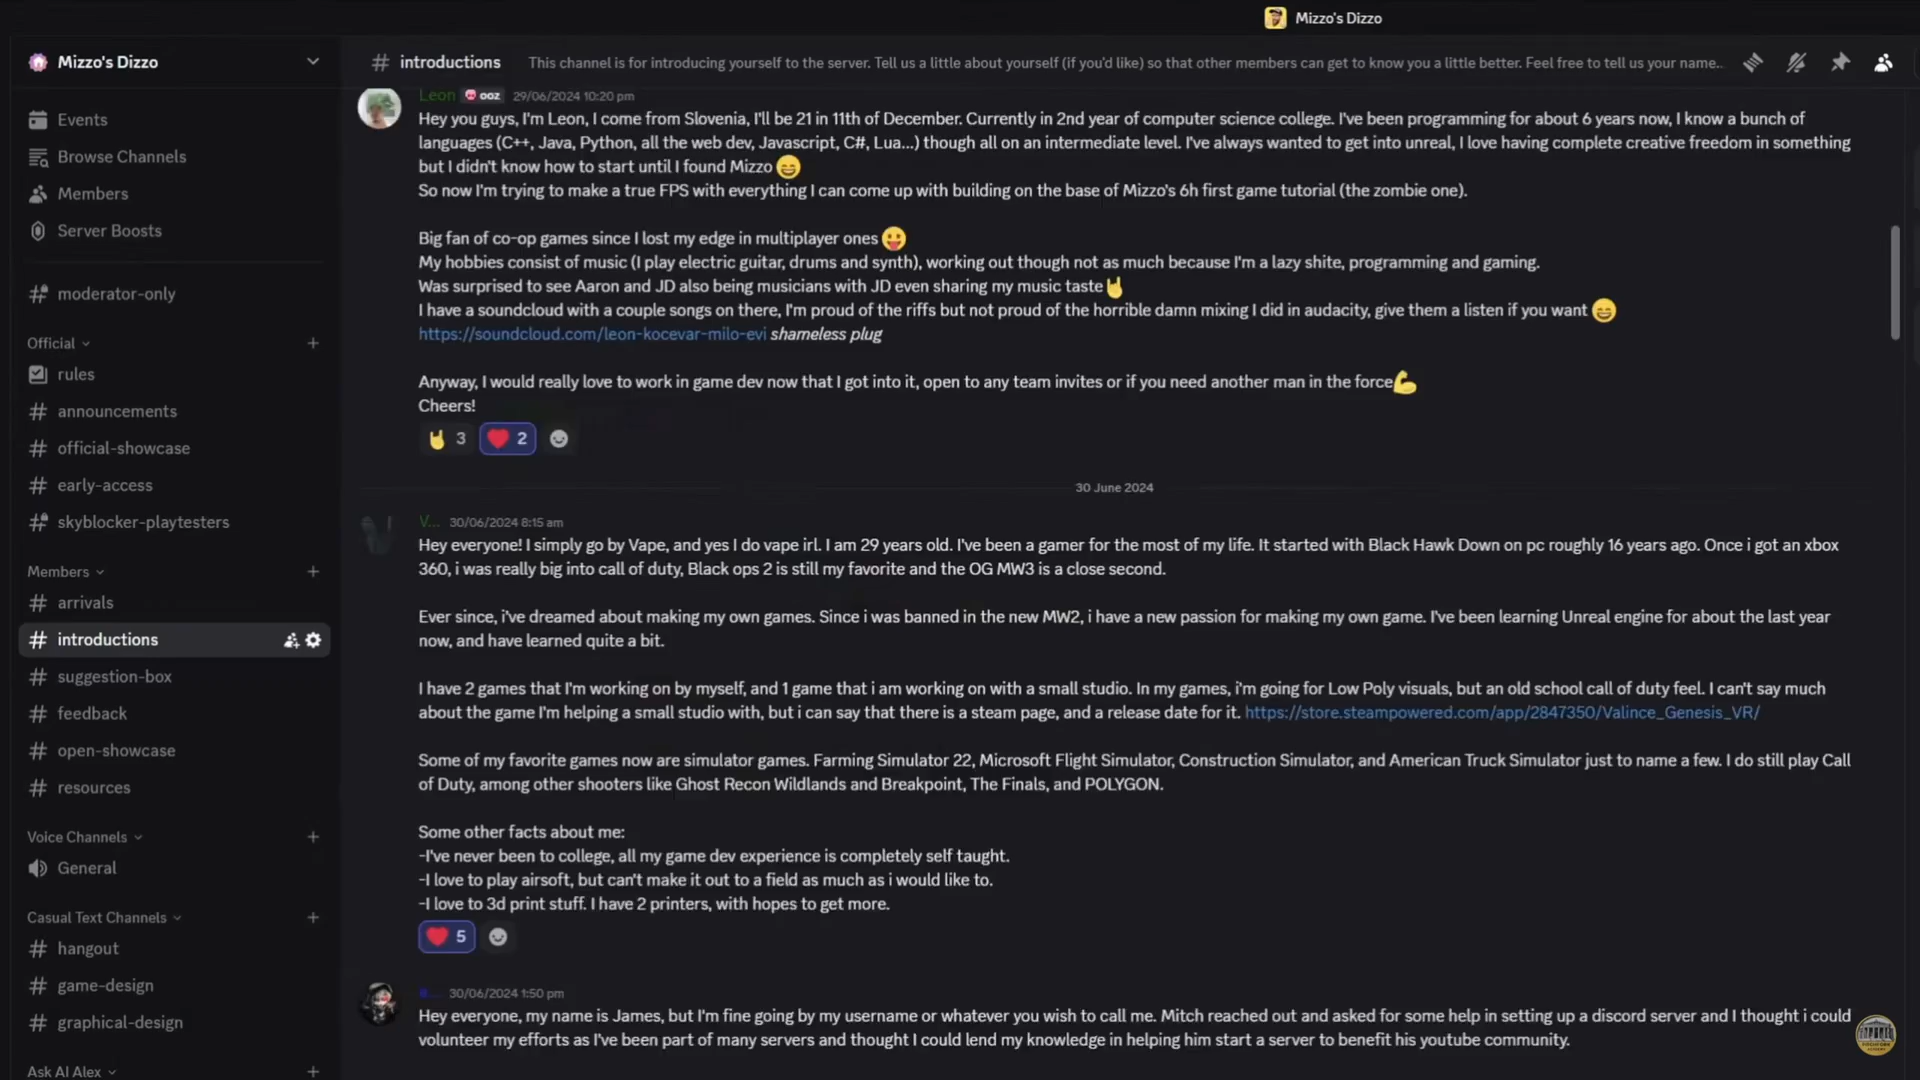 Mizzo's Dizzo
Mizzo's Dizzo
Events
Browse Channels
Members
Server Boosts
moderator-only
Official
rules
announcements
official-showcase
early-access
skyblocker-playtesters
Members
arrivals
introductions
suggestion-box
feedback
open-showcase
resources
Voice Channels
General
Casual Text Channels
hangout
game-design
graphical-design
Ask AI Alex
# introductions This channel is for introducing yourself to the server. Tell us a little about yourself (if you'd like) so that other members can get to know you a little better. Feel free to tell us your name...
Leon ooz 29/06/2024 10:20 pm
Hey you guys, I'm Leon, I come from Slovenia, I'll be 21 in 11th of December. Currently in 2nd year of computer science college. I've been programming for about 6 years now, I know a bunch of
languages (C++, Java, Python, all the web dev, Javascript, C#, Lua...) though all on an intermediate level. I've always wanted to get into unreal, I love having complete creative freedom in something
but I didn't know how to start until I found Mizzo 😄
So now I'm trying to make a true FPS with everything I can come up with building on the base of Mizzo's 6h first game tutorial (the zombie one).
Big fan of co-op games since I lost my edge in multiplayer ones 😛
My hobbies consist of music (I play electric guitar, drums and synth), working out though not as much because I'm a lazy shite, programming and gaming.
Was surprised to see Aaron and JD also being musicians with JD even sharing my music taste🤘
I have a soundcloud with a couple songs on there, I'm proud of the riffs but not proud of the horrible damn mixing I did in audacity, give them a listen if you want 😄
https://soundcloud.com/leon-kocevar-milo-evi shameless plug
Anyway, I would really love to work in game dev now that I got into it, open to any team invites or if you need another man in the force💪
Cheers!
🤘 3 ❤️ 2
30 June 2024
V... 30/06/2024 8:15 am
Hey everyone! I simply go by Vape, and yes I do vape irl. I am 29 years old. I've been a gamer for the most of my life. It started with Black Hawk Down on pc roughly 16 years ago. Once i got an xbox
360, i was really big into call of duty, Black ops 2 is still my favorite and the OG MW3 is a close second.
Ever since, i've dreamed about making my own games. Since i was banned in the new MW2, i have a new passion for making my own game. I've been learning Unreal engine for about the last year
now, and have learned quite a bit.
I have 2 games that I'm working on by myself, and 1 game that i am working on with a small studio. In my games, i'm going for Low Poly visuals, but an old school call of duty feel. I can't say much
about the game I'm helping a small studio with, but i can say that there is a steam page, and a release date for it. https://store.steampowered.com/app/2847350/Valince_Genesis_VR/
Some of my favorite games now are simulator games. Farming Simulator 22, Microsoft Flight Simulator, Construction Simulator, and American Truck Simulator just to name a few. I do still play Call
of Duty, among other shooters like Ghost Recon Wildlands and Breakpoint, The Finals, and POLYGON.
Some other facts about me:
-I've never been to college, all my game dev experience is completely self taught.
-I love to play airsoft, but can't make it out to a field as much as i would like to.
-I love to 3d print stuff. I have 2 printers, with hopes to get more.
❤️ 5
30/06/2024 1:50 pm
Hey everyone, my name is James, but I'm fine going by my username or whatever you wish to call me. Mitch reached out and asked for some help in setting up a discord server and I thought i could
volunteer my efforts as I've been part of many servers and thought I could lend my knowledge in helping him start a server to benefit his youtube community.